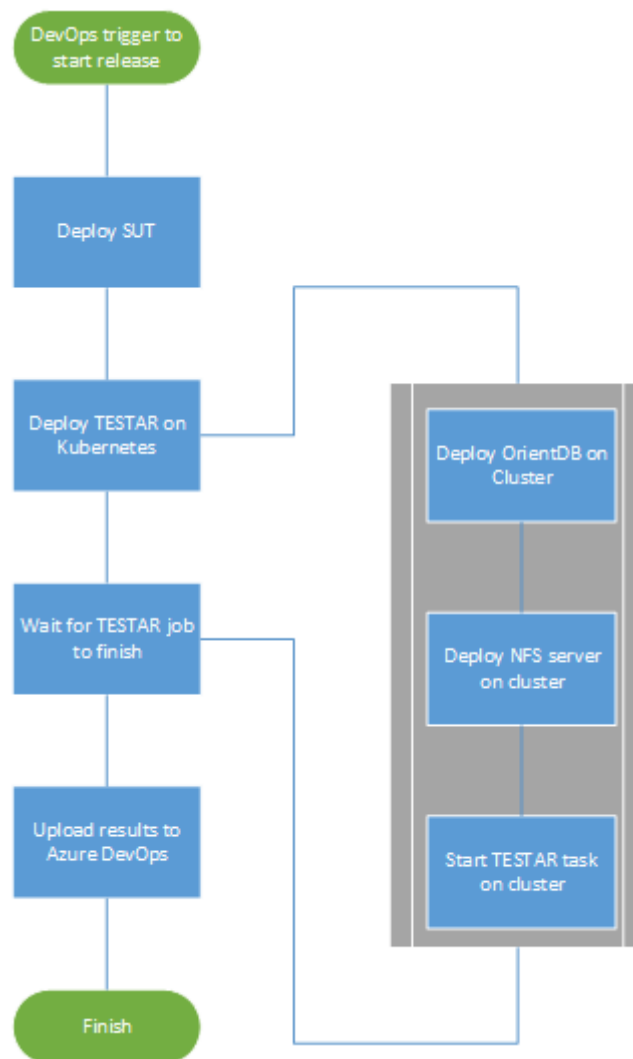 DevOps trigger to
start release
Deploy SUT
Deploy TESTAR on
Kubernetes
Wait for TESTAR job
to finish
Upload results to
Azure DevOps
Finish
Deploy OrientDB on
Cluster
Deploy NFS server
on cluster
Start TESTAR task
on cluster